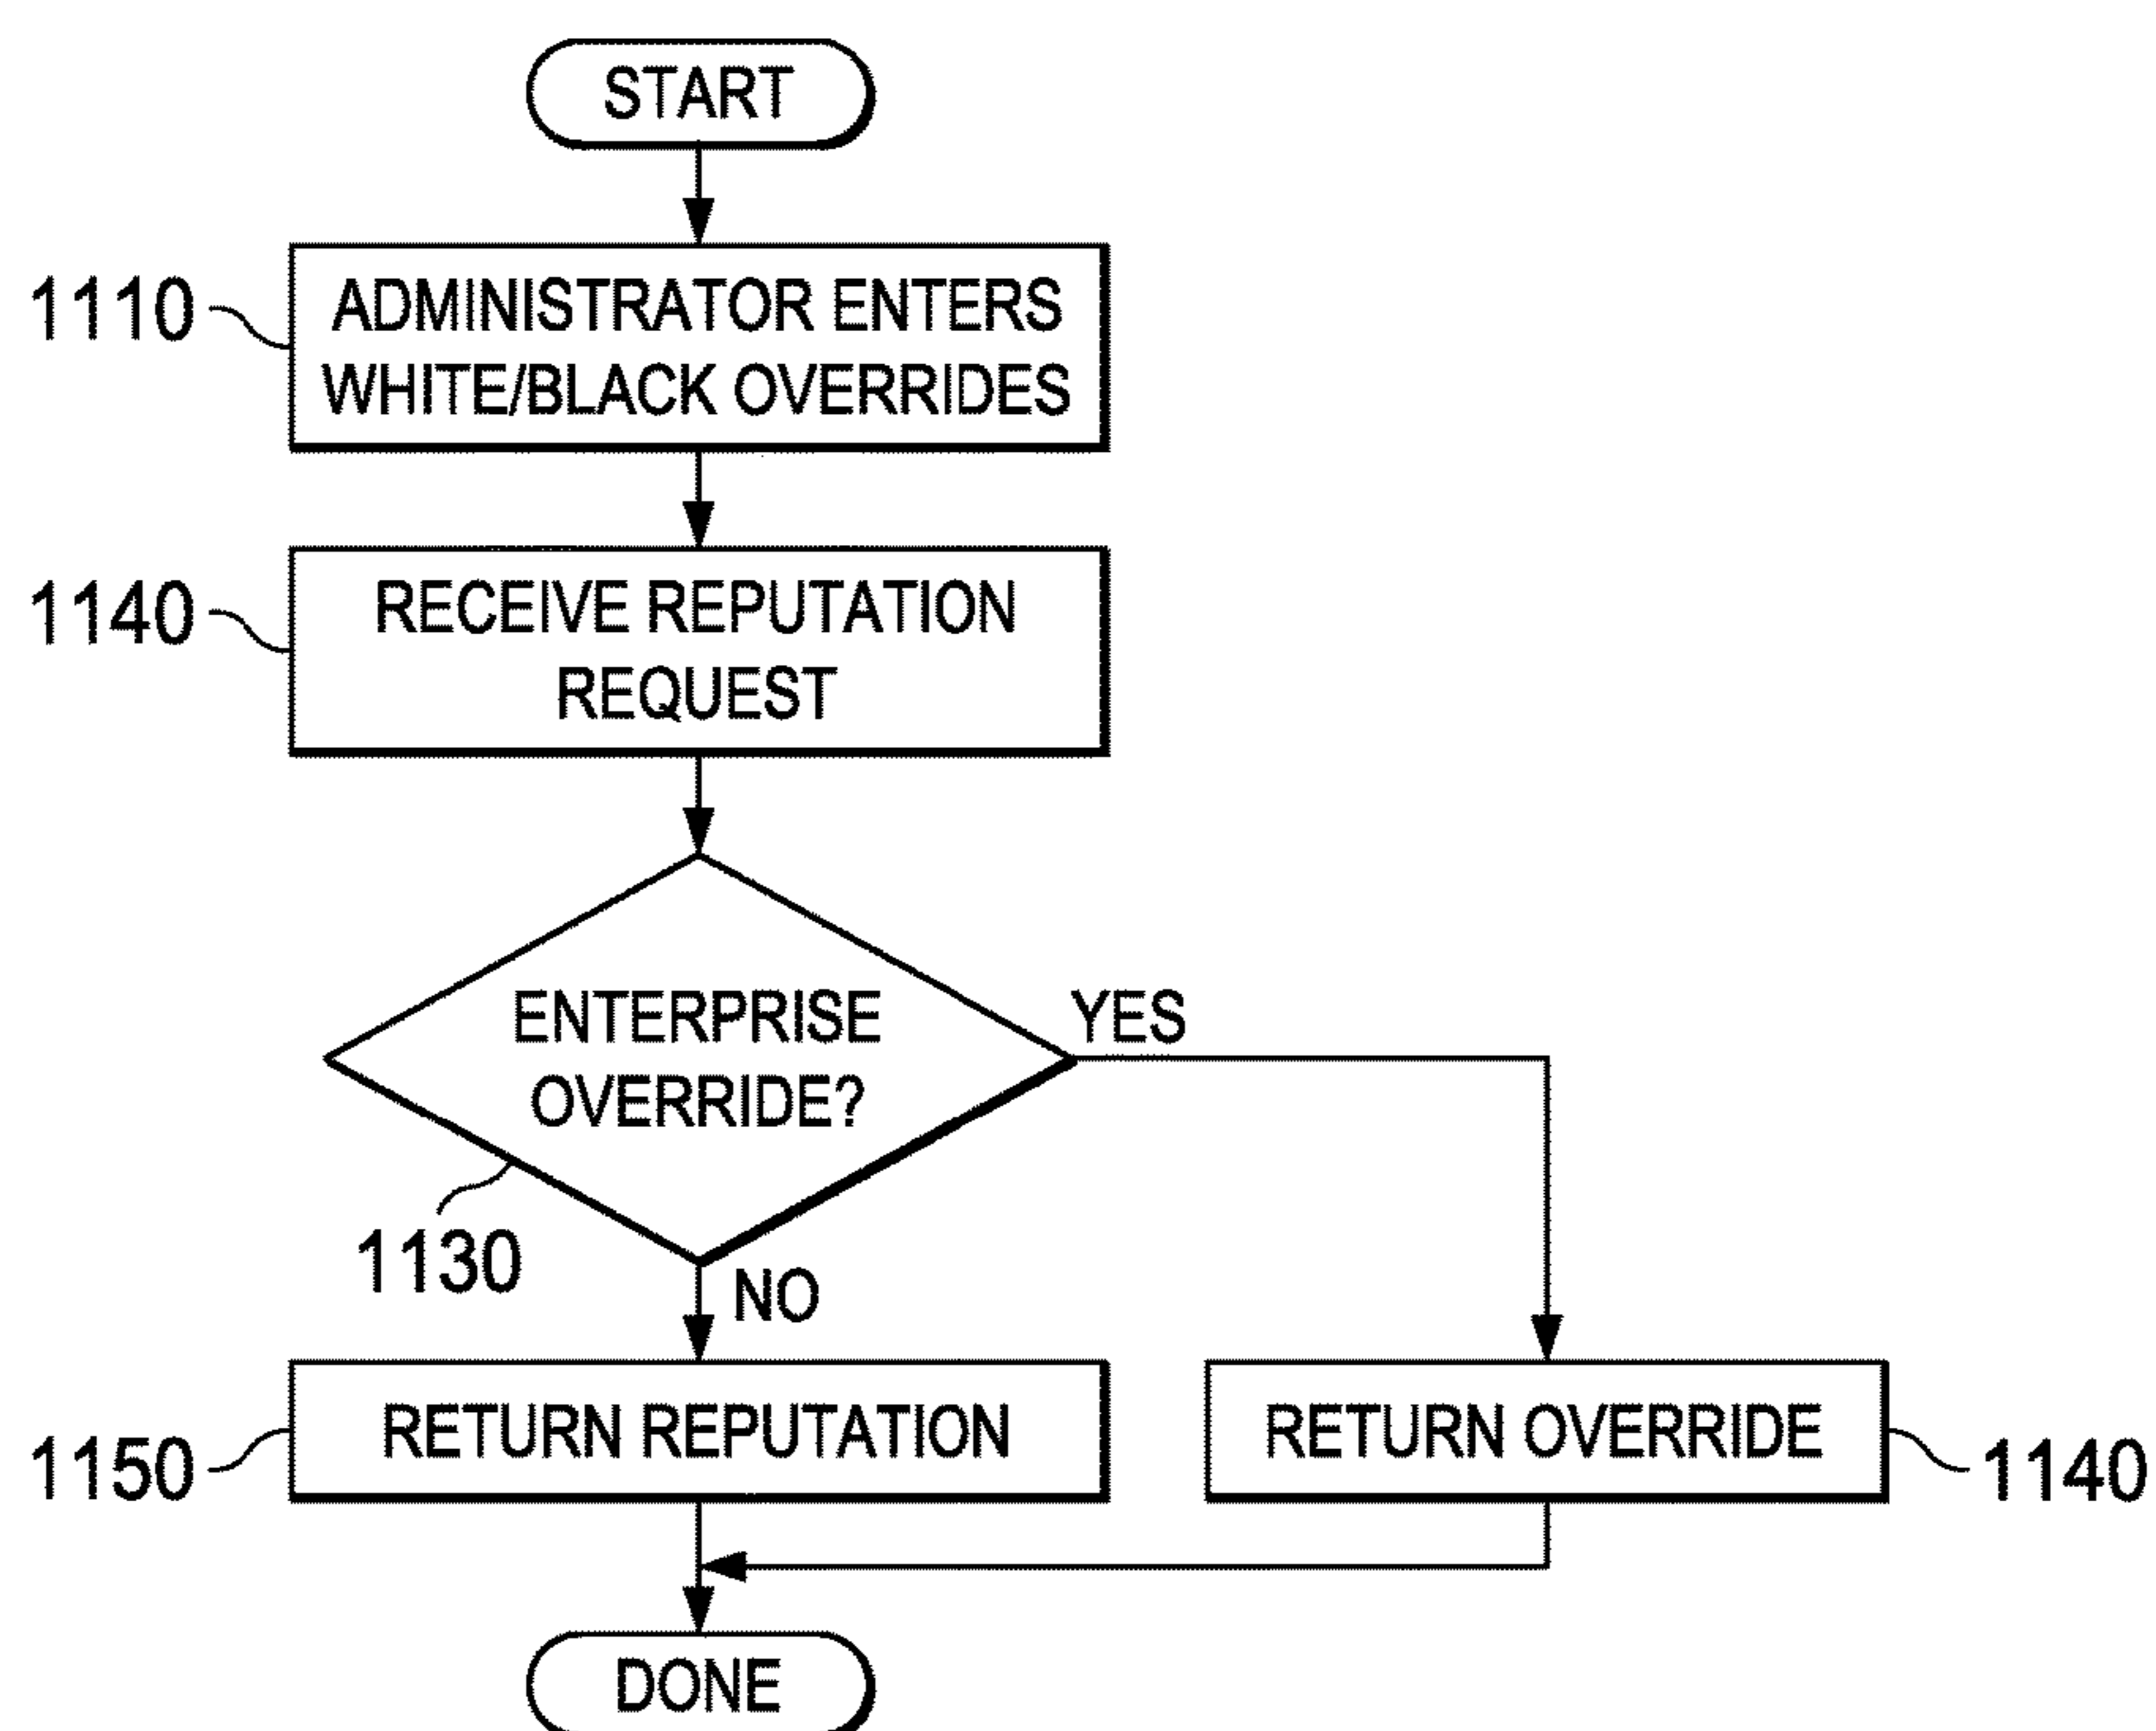 START
1110
ADMINISTRATOR ENTERS
WHITE/BLACK OVERRIDES
1140
RECEIVE REPUTATION
REQUEST
ENTERPRISE
OVERRIDE?
YES
1130
NO
1150
RETURN REPUTATION
RETURN OVERRIDE
1140
DONE